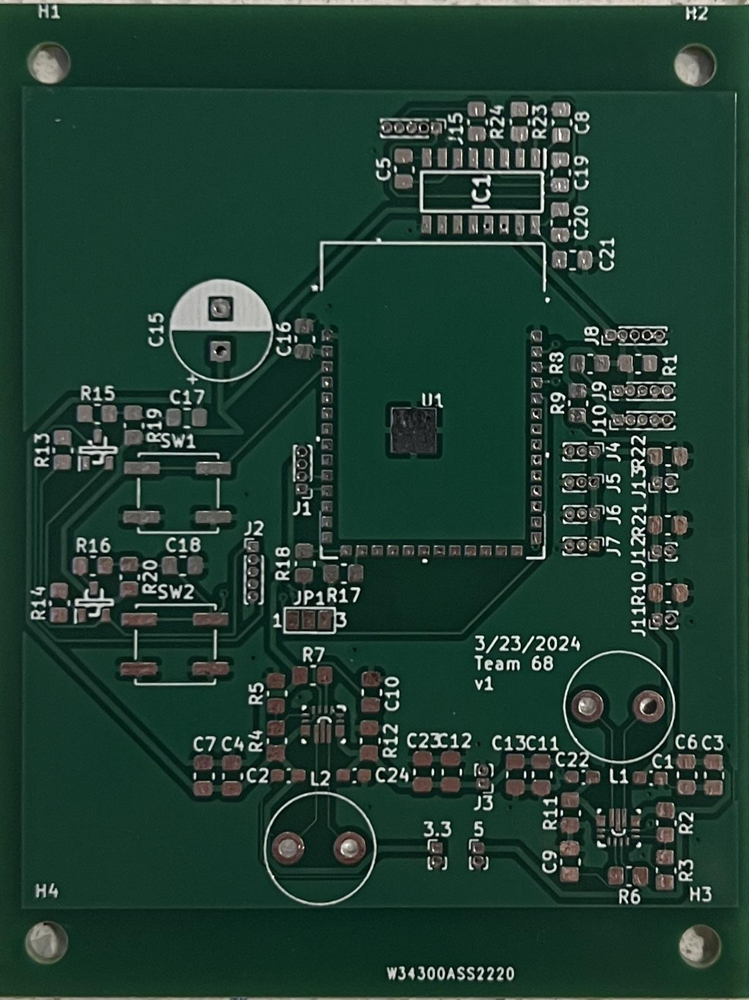 H1
H2
J15
R24
R23
C8
C5
IC1
C19
C20
C21
C15
+
C16
J8
R8
R1
J9
R9
J10
U1
R15
C17
R19
R13
SW1
J1
J4
R22
J5
J13
J6
R21
J7
J12
J2
R16
C18
R18
R20
R14
SW2
JP1
R17
1
3
R10
J11
3/23/2024
Team 68
v1
R7
R5
C10
R4
R12
C7
C4
C2
L2
C24
C23
C12
J3
C13
C11
C22
L1
C1
C6
C3
R11
R2
C9
R3
R6
3.3
5
H4
H3
W34300ASS2220